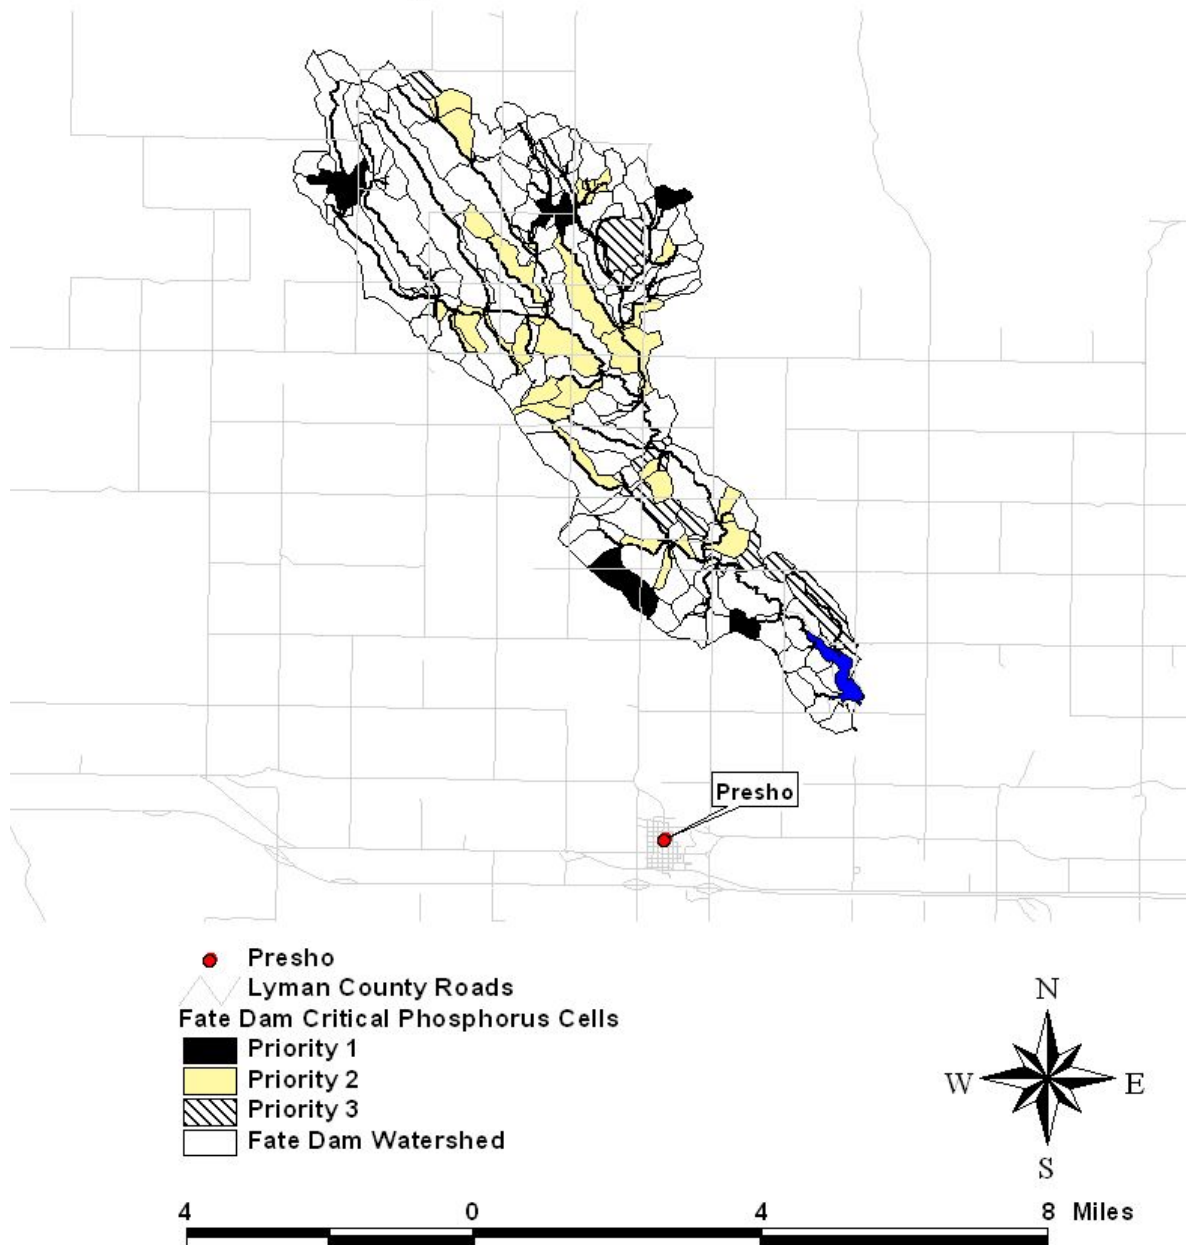 Presho
Presho
Lyman County Roads
Fate Dam Critical Phosphorus Cells
Priority 1
Priority 2
Priority 3
Fate Dam Watershed
N
W E
S
4 0 4 8 Miles